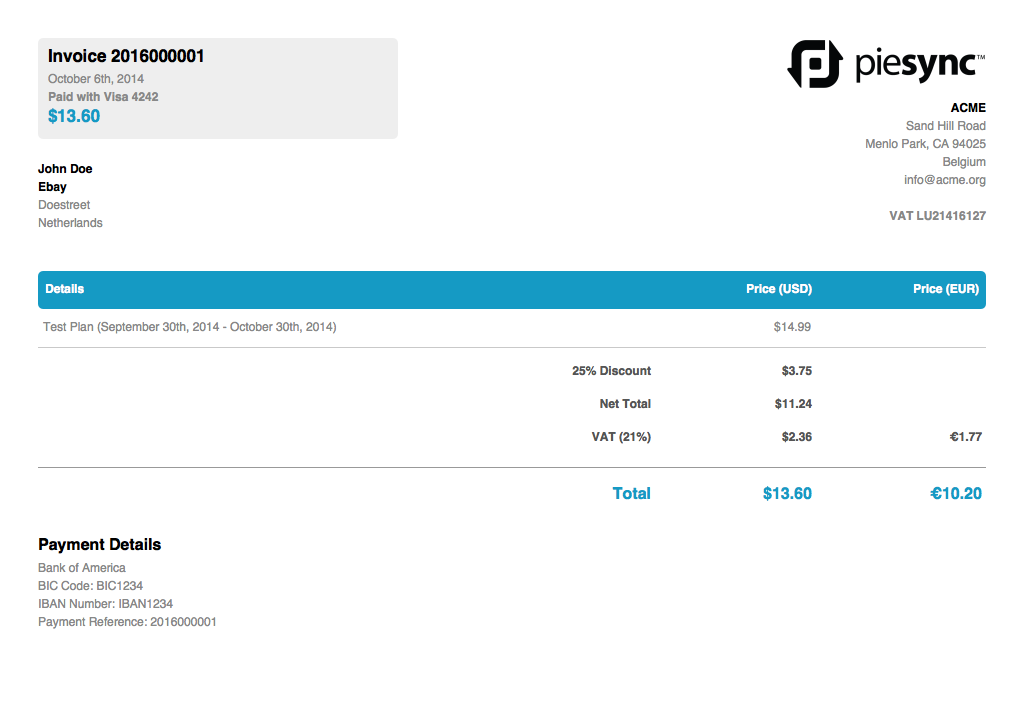 Invoice 2016000001
October 6th, 2014
Paid with Visa 4242
$13.60
piesync™
ACME
Sand Hill Road
Menlo Park, CA 94025
Belgium
info@acme.org
VAT LU21416127
John Doe
Ebay
Doestreet
Netherlands
Details Price (USD) Price (EUR)
Test Plan (September 30th, 2014 - October 30th, 2014) $14.99
25% Discount $3.75
Net Total $11.24
VAT (21%) $2.36 €1.77
Total $13.60 €10.20
Payment Details
Bank of America
BIC Code: BIC1234
IBAN Number: IBAN1234
Payment Reference: 2016000001